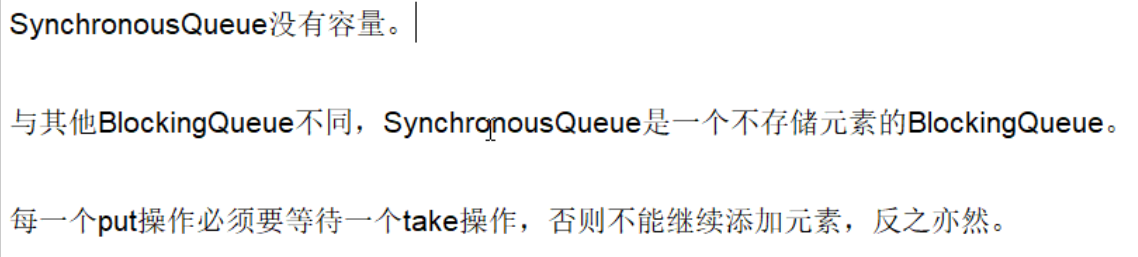 SynchronousQueue没有容量。
与其他BlockingQueue不同，SynchronousQueue是一个不存储元素的BlockingQueue。
每一个put操作必须要等待一个take操作，否则不能继续添加元素，反之亦然。